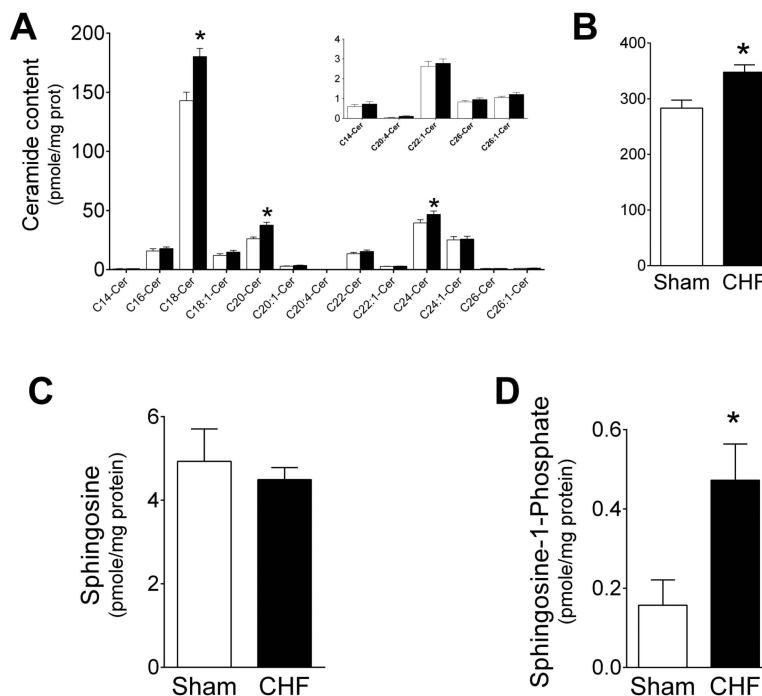 A
B
Ceramide content
(pmole/mg prot)
200
150
100
50
0
*
*
*
C14-Cer
C16-Cer
C18-Cer
C18:1-Cer
C20-Cer
C20:1-Cer
C20:4-Cer
C22-Cer
C22:1-Cer
C24-Cer
C24:1-Cer
C26-Cer
C26:1-Cer
4
3
2
1
0
C14-Cer
C20:4-Cer
C22:1-Cer
C26-Cer
C26:1-Cer
400
300
200
100
0
*
Sham CHF
C
D
Sphingosine
(pmole/mg protein)
6
4
2
0
Sham CHF
Sphingosine-1-Phosphate
(pmole/mg protein)
0.6
0.4
0.2
0.0
*
Sham CHF